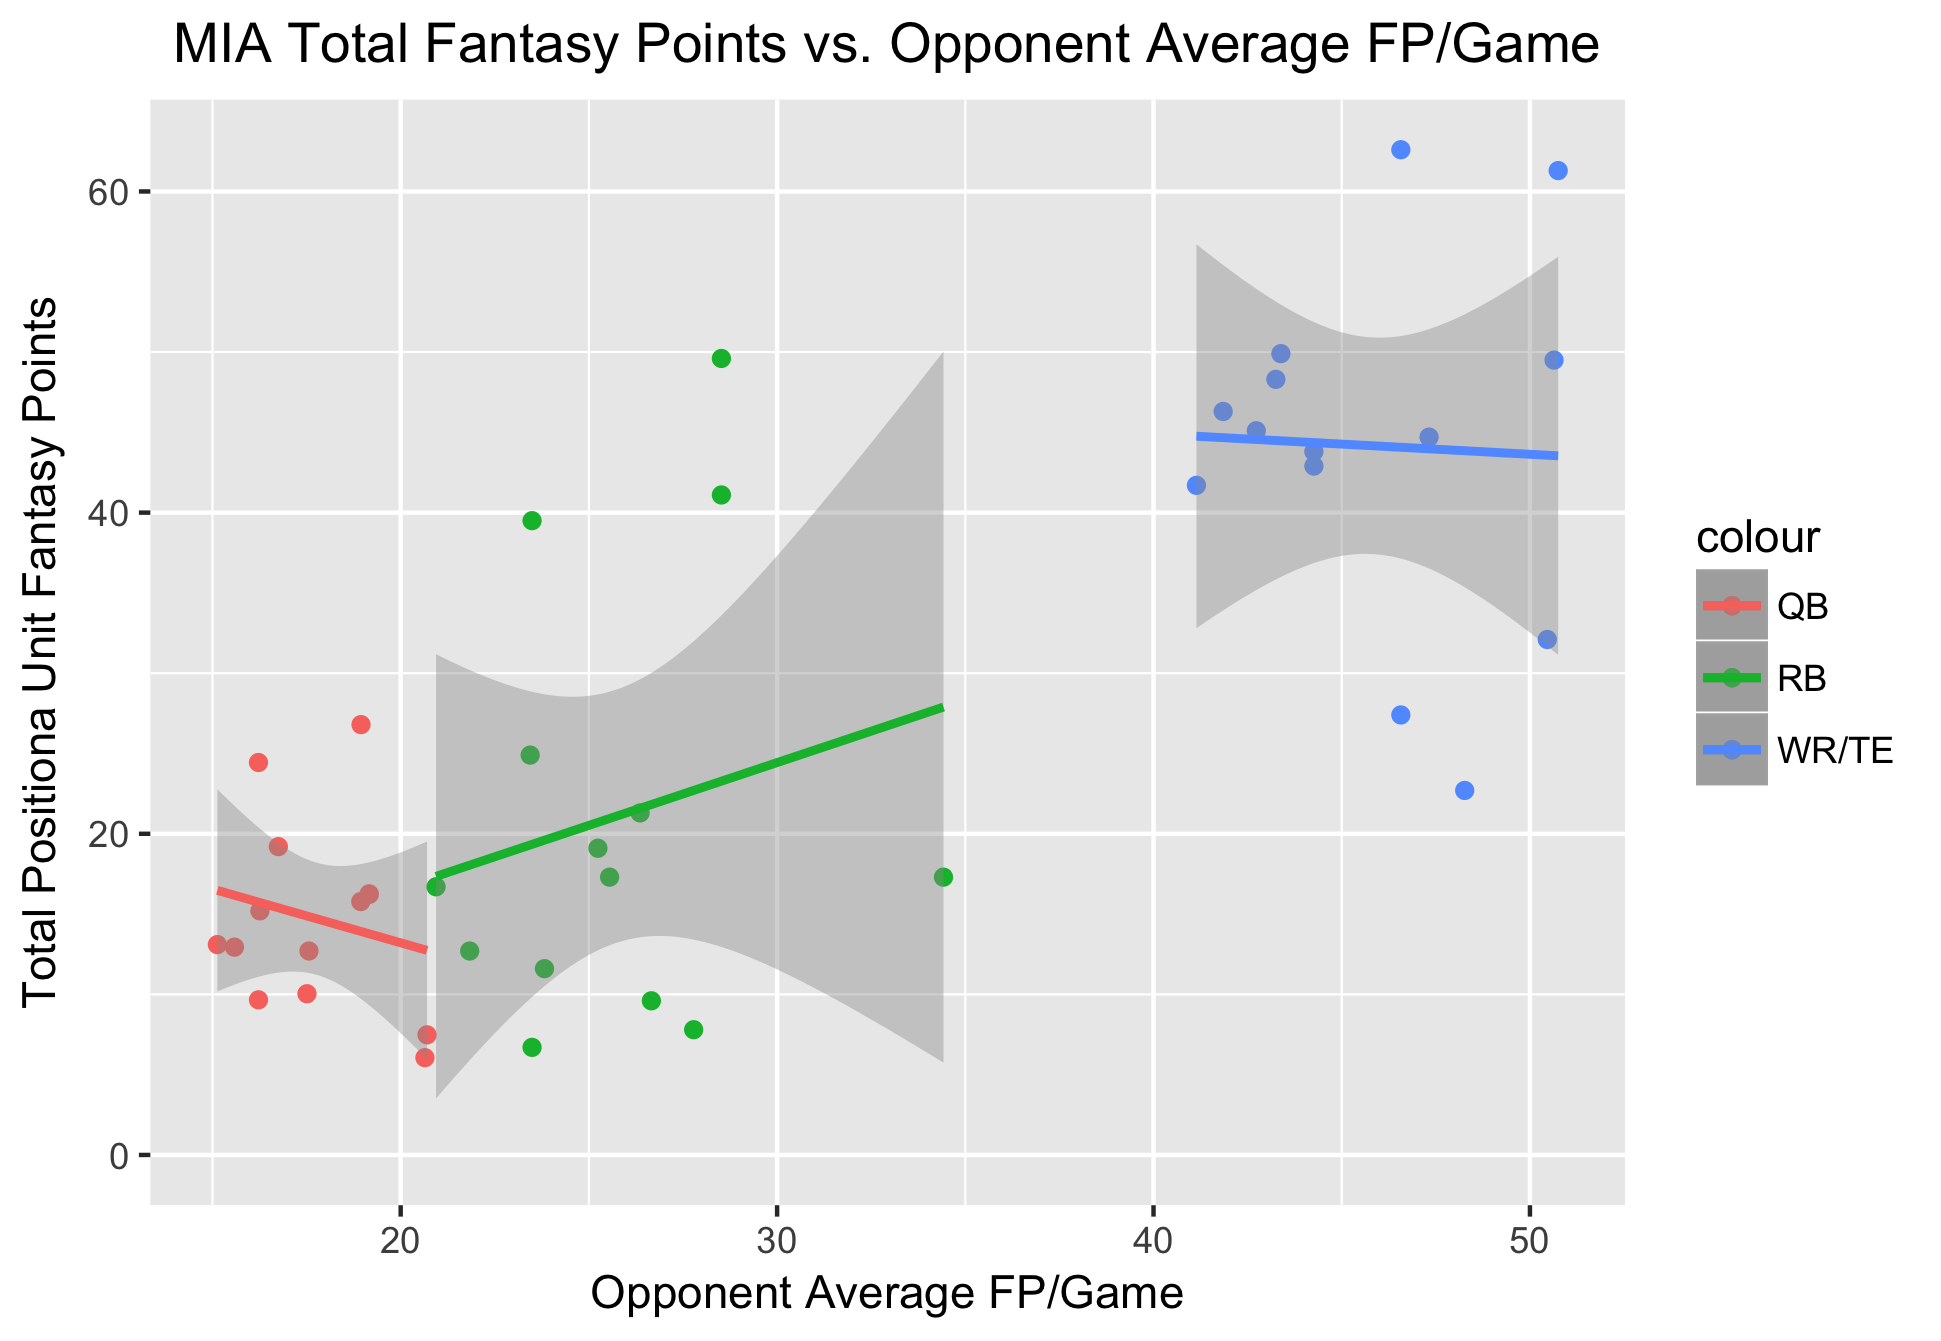 MIA Total Fantasy Points vs. Opponent Average FP/Game
Total Positiona Unit Fantasy Points
60
40
20
0
20
30
40
50
Opponent Average FP/Game
colour
QB
RB
WR/TE